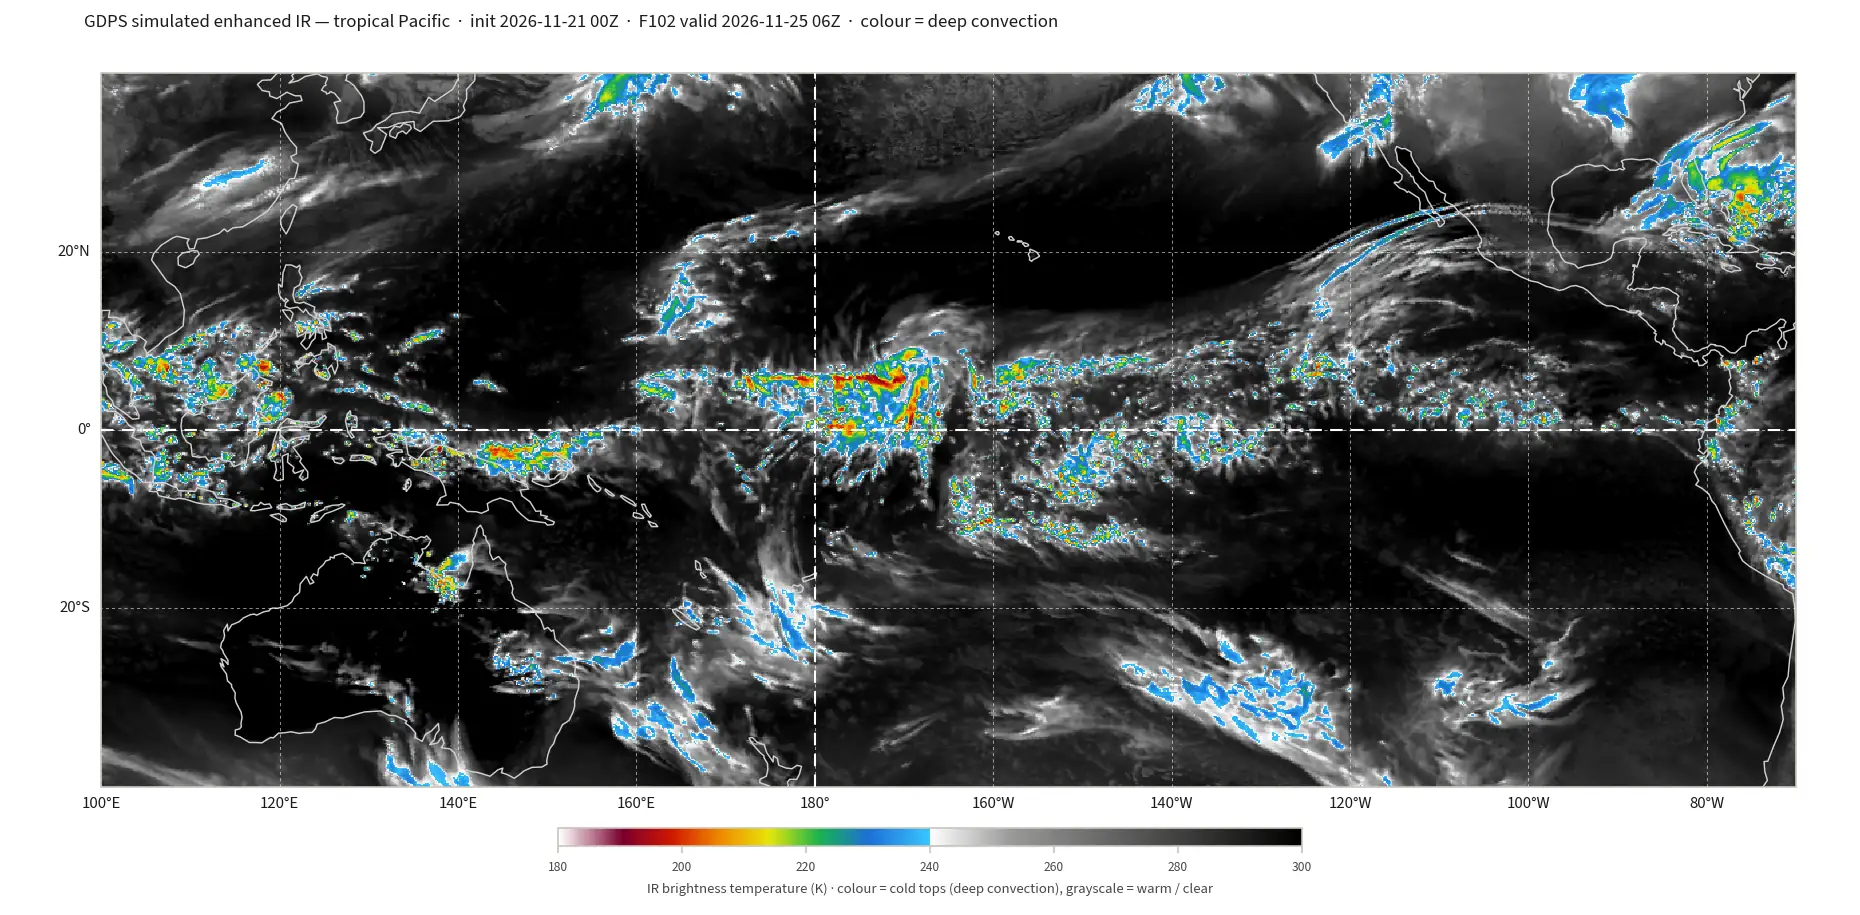 GDPS simulated enhanced IR — tropical Pacific · init 2026-11-21 00Z · F102 valid 2026-11-25 06Z · colour = deep convection
20°N
0°
20°S
100°E 120°E 140°E 160°E 180° 160°W 140°W 120°W 100°W 80°W
180 200 220 240 260 280 300
IR brightness temperature (K) · colour = cold tops (deep convection), grayscale = warm / clear